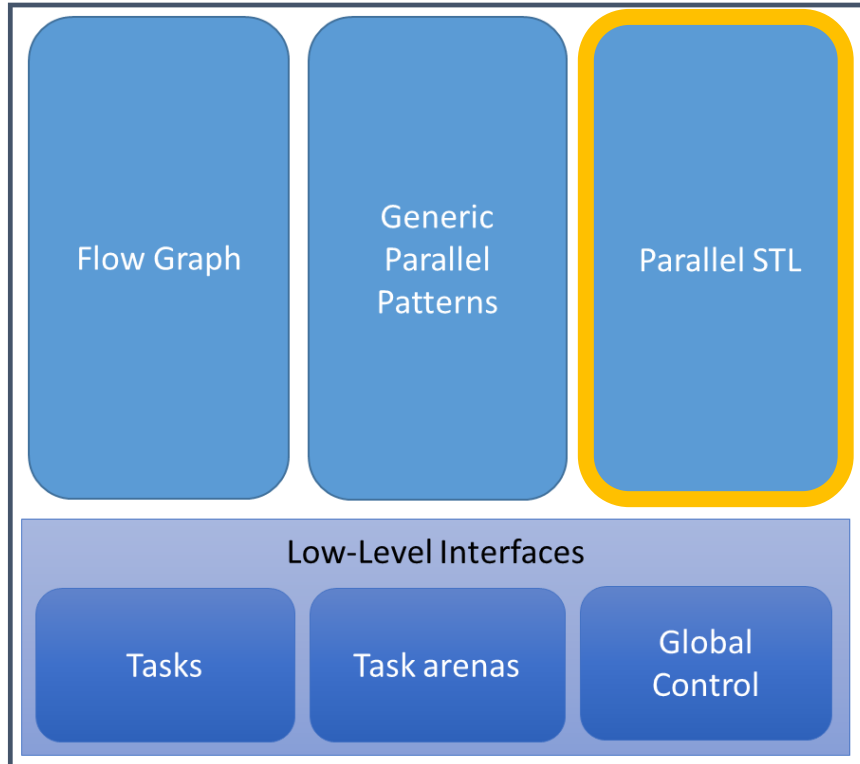 Flow Graph
Generic
Parallel
Patterns
Parallel STL
Low-Level Interfaces
Tasks
Task arenas
Global
Control